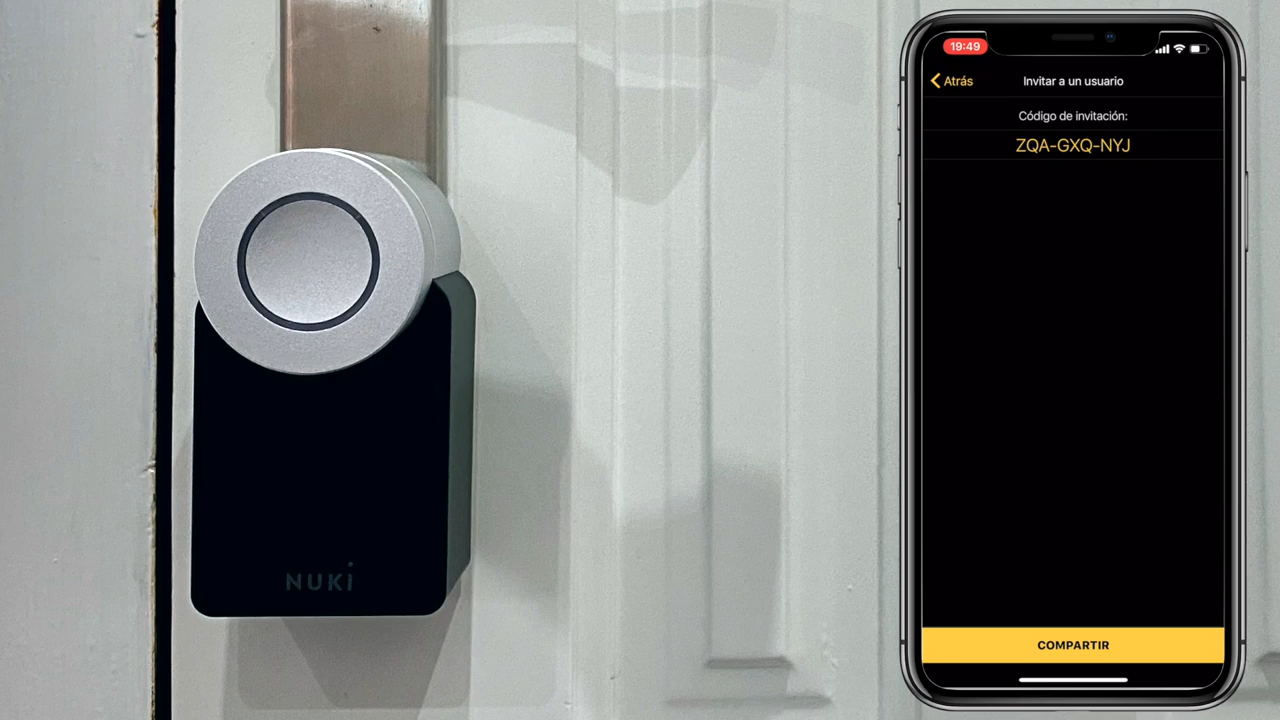 NUKI
19:49
Atrás
Invitar a un usuario
Código de invitación:
ZQA-GXQ-NYJ
COMPARTIR